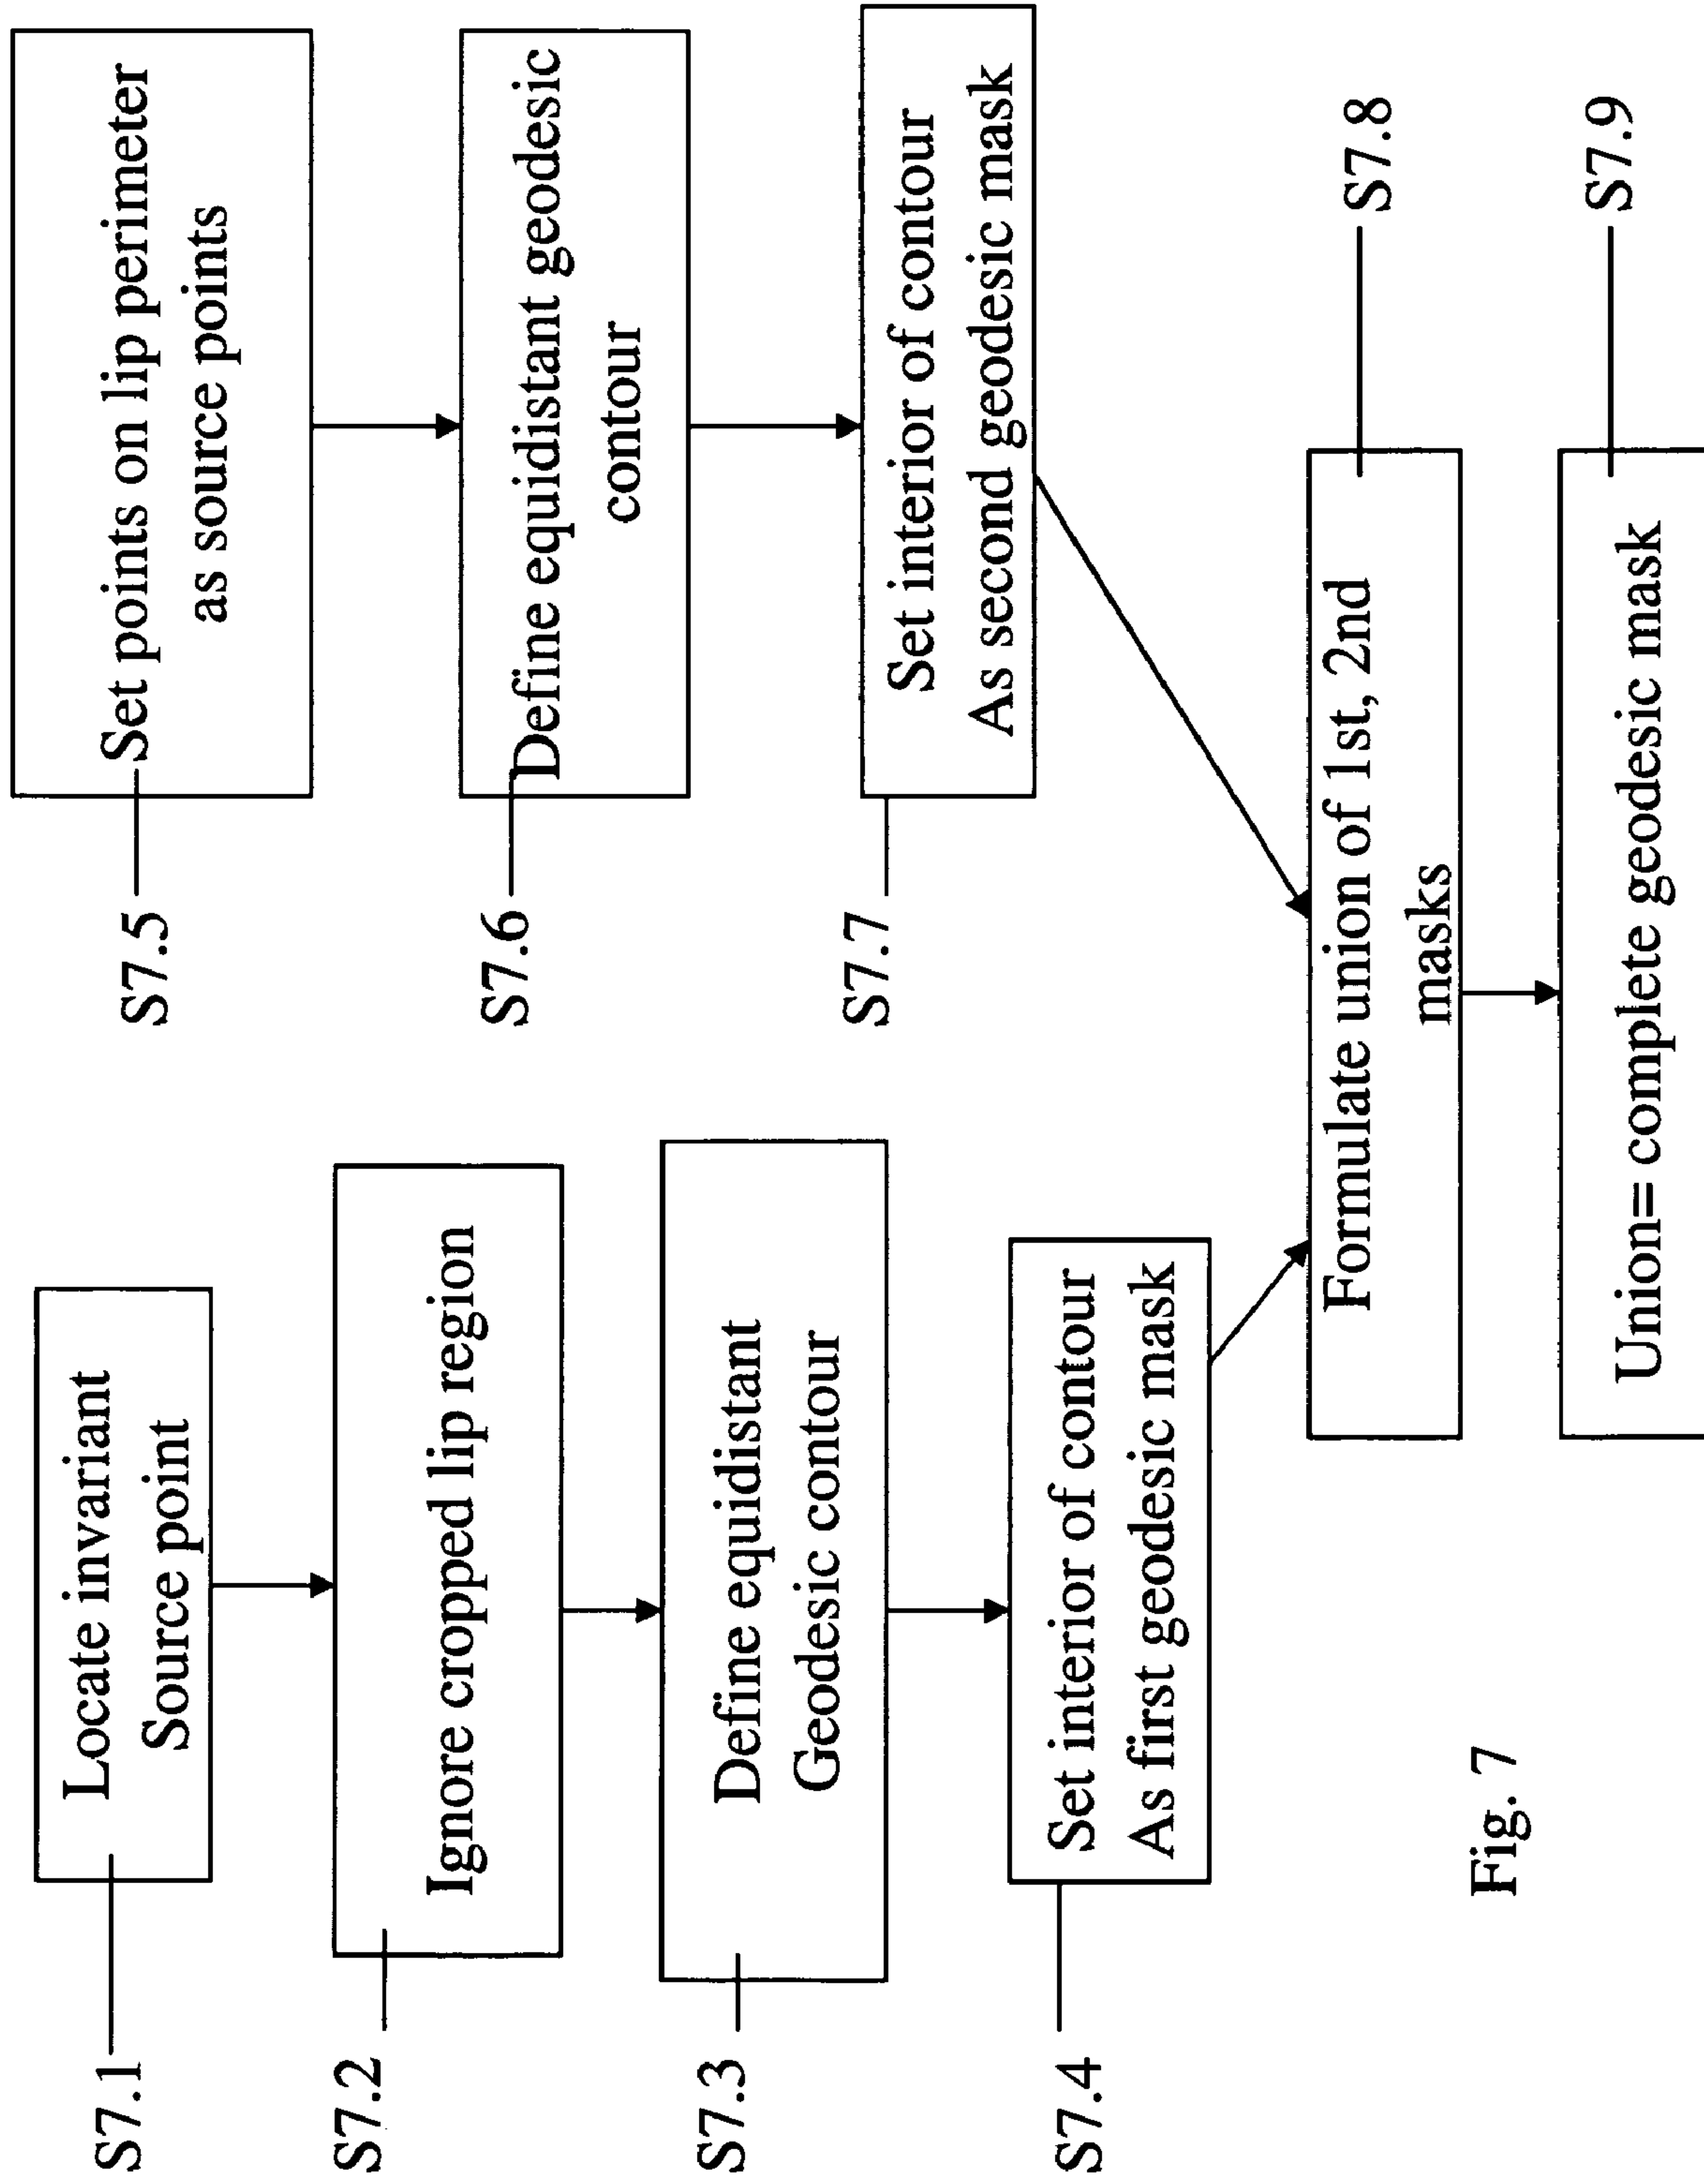 S7.1
Locate invariant
Source point
S7.2
Ignore cropped lip region
S7.3
Define equidistant
Geodesic contour
S7.4
Set interior of contour
As first geodesic mask
S7.5
Set points on lip perimeter
as source points
S7.6
Define equidistant geodesic
contour
S7.7
Set interior of contour
As second geodesic mask
Formulate union of 1st, 2nd
masks
S7.8
Union= complete geodesic mask
S7.9
Fig. 7